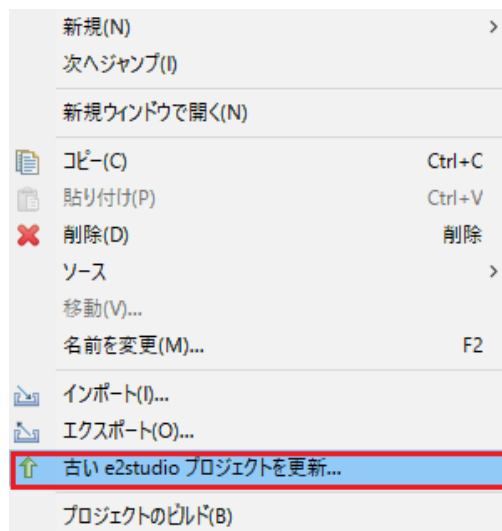 新規(N)
次へジャンプ(I)
新規ウィンドウで開く(N)
コピー(C) Ctrl+C
貼り付け(P) Ctrl+V
削除(D) 削除
ソース
移動(V)...
名前を変更(M)... F2
インポート(I)...
エクスポート(O)...
古い e2studio プロジェクトを更新...
プロジェクトのビルド(B)